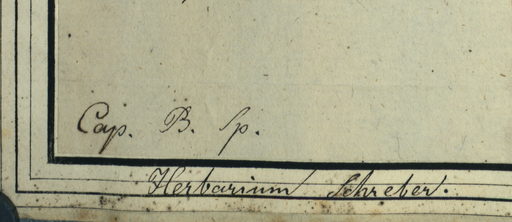 Cap. B. Sp.
Herbarium Schreber.